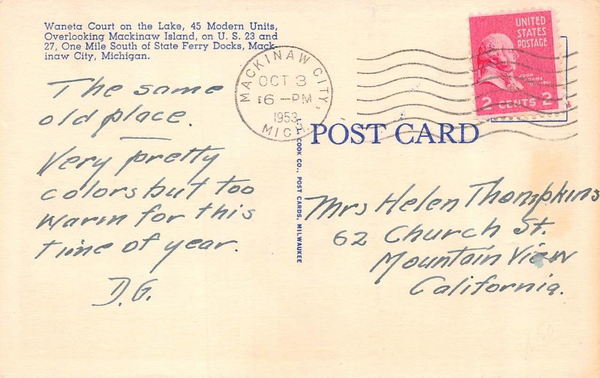 Waneta Court on the Lake, 45 Modern Units,
Overlooking Mackinaw Island, on U. S. 23 and
27, One Mile South of State Ferry Docks, Mack-
inaw City, Michigan.
The same
old place.
Very pretty
colors but too
warm for this
time of year.
D.G.
MACKINAW CITY,
OCT 3
6 - PM
1953
MICH
UNITED
STATES
POSTAGE
JOHN
ADAMS
2 CENTS 2
POST CARD
COOK CO., POST CARDS, MILWAUKEE
Mrs Helen Thompkins
62 Church St.
Mountain View
California.